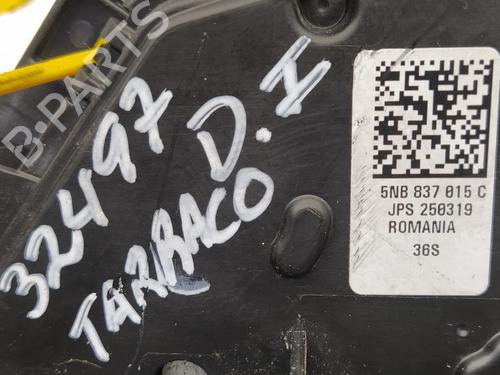 B-PARTS
32497
D.I
TARRACO
5NB 837 015 C
JPS 250319
ROMANIA
36S